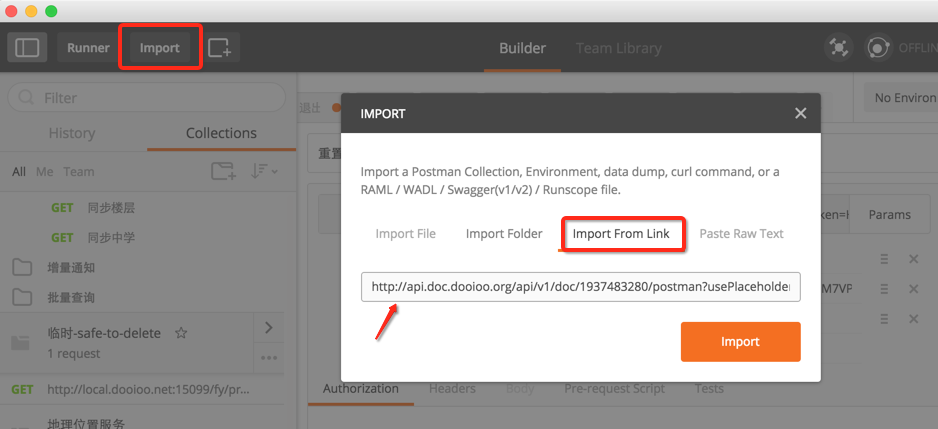 Runner
Import
Builder
Team Library
OFFLIN
Filter
No Environ
History
Collections
退出
IMPORT
All Me Team
重置
Import a Postman Collection, Environment, data dump, curl command, or a
RAML / WADL / Swagger(v1/v2) / Runscope file.
GET 同步楼层
Params
GET 同步中学
Import File
Import Folder
Import From Link
Paste Raw Text
增量通知
http://api.doc.dooioo.org/api/v1/doc/1937483280/postman?usePlaceholder
M7VP
批量查询
临时-safe-to-delete
1 request
Import
GET http://local.dooioo.net:15099/fy/pr...
Authorization
Headers
Body
Pre-request Script
Tests
地理位置服务